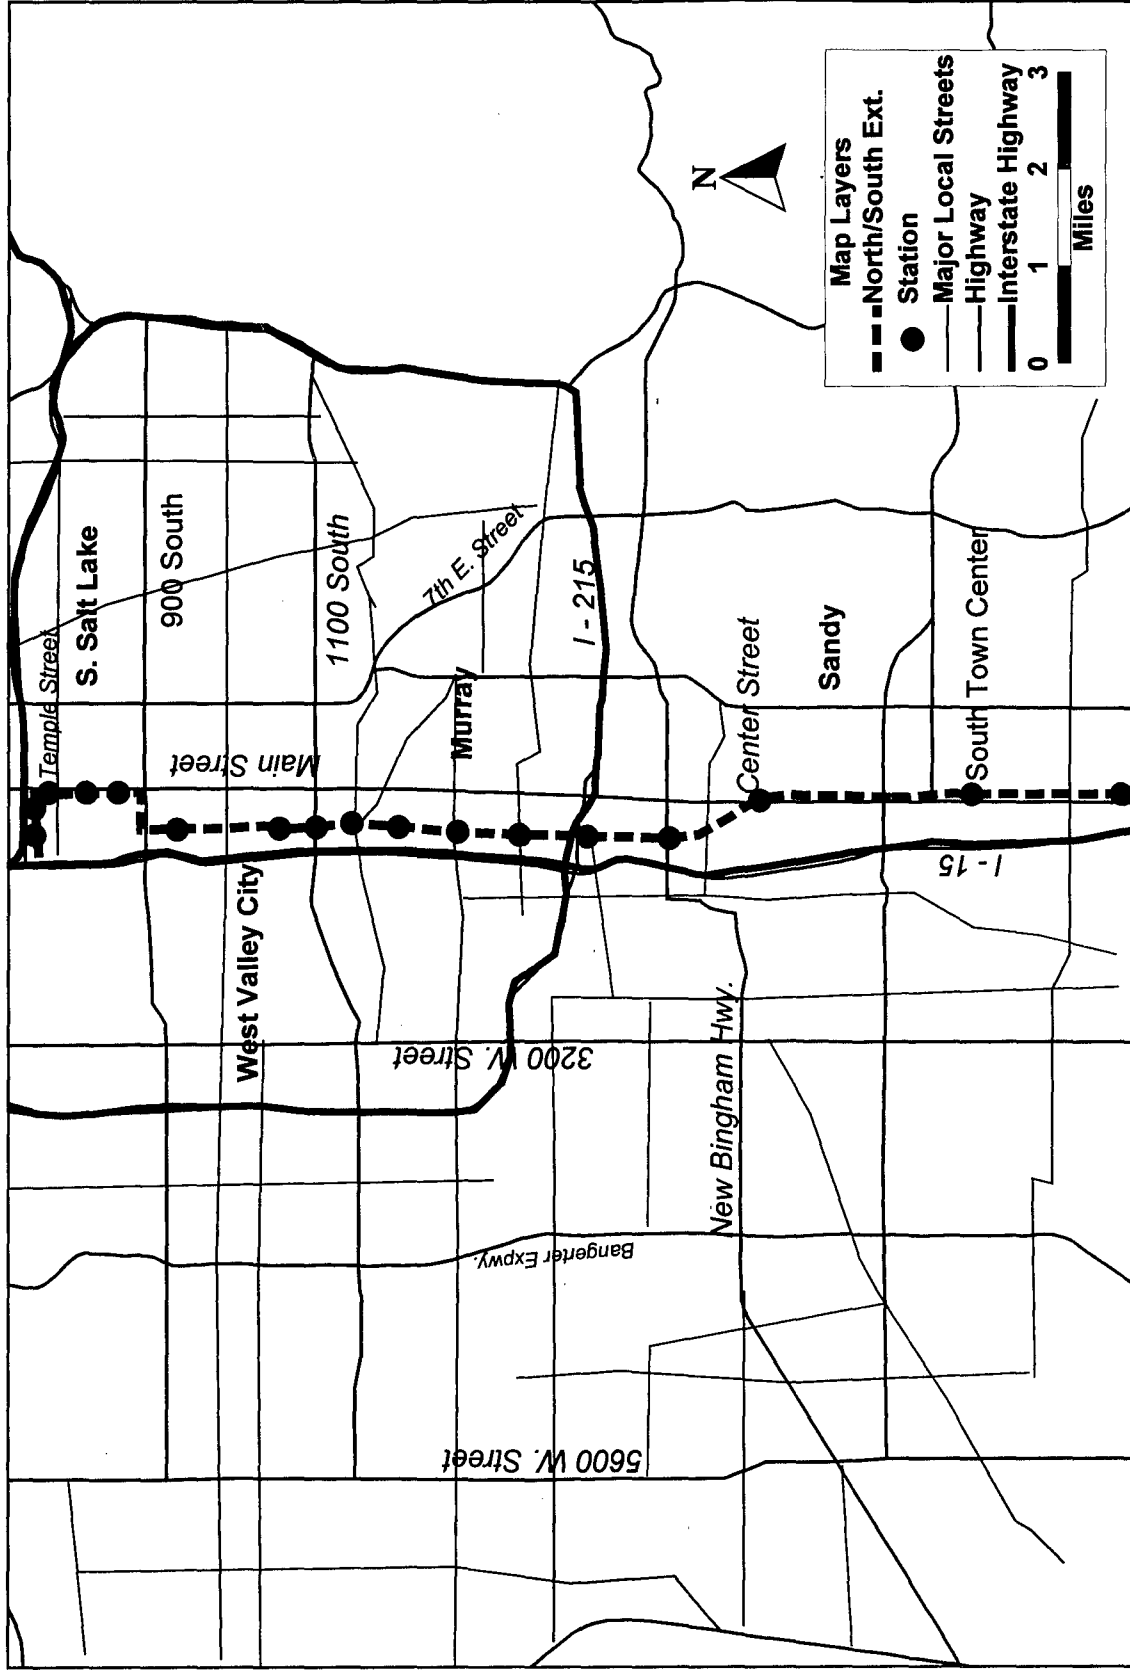 Temple Street
S. Salt Lake
900 South
Main Street
1100 South
7th E. Street
West Valley City
Murray
I - 215
3200 W. Street
Bangerter Expwy.
5600 W. Street
New Bingham Hwy.
Center Street
Sandy
South Town Center
I - 15
N
Map Layers
North/South Ext.
Station
Major Local Streets
Highway
Interstate Highway
0 1 2 3
Miles